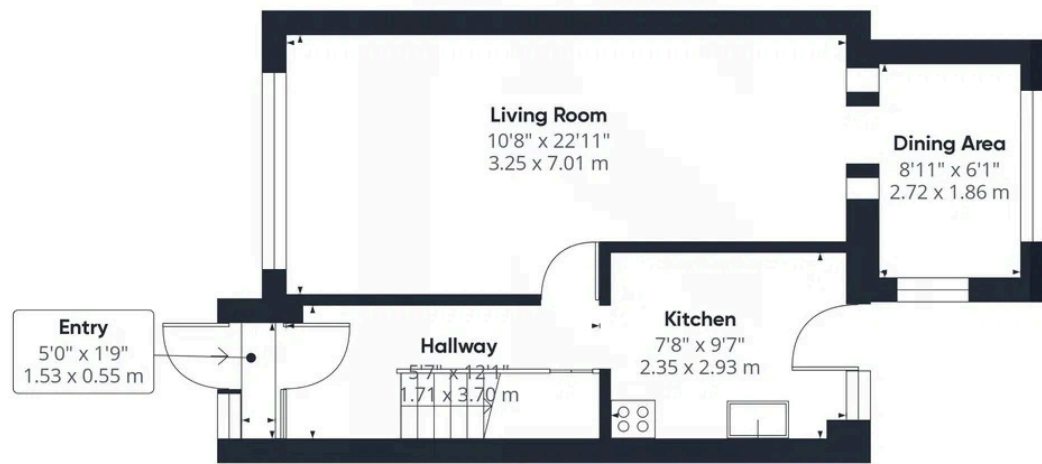 Living Room
10'8" x 22'11"
3.25 x 7.01 m
Dining Area
8'11" x 6'1"
2.72 x 1.86 m
Entry
5'0" x 1'9"
1.53 x 0.55 m
Hallway
5'7" x 12'1"
1.71 x 3.70 m
Kitchen
7'8" x 9'7"
2.35 x 2.93 m